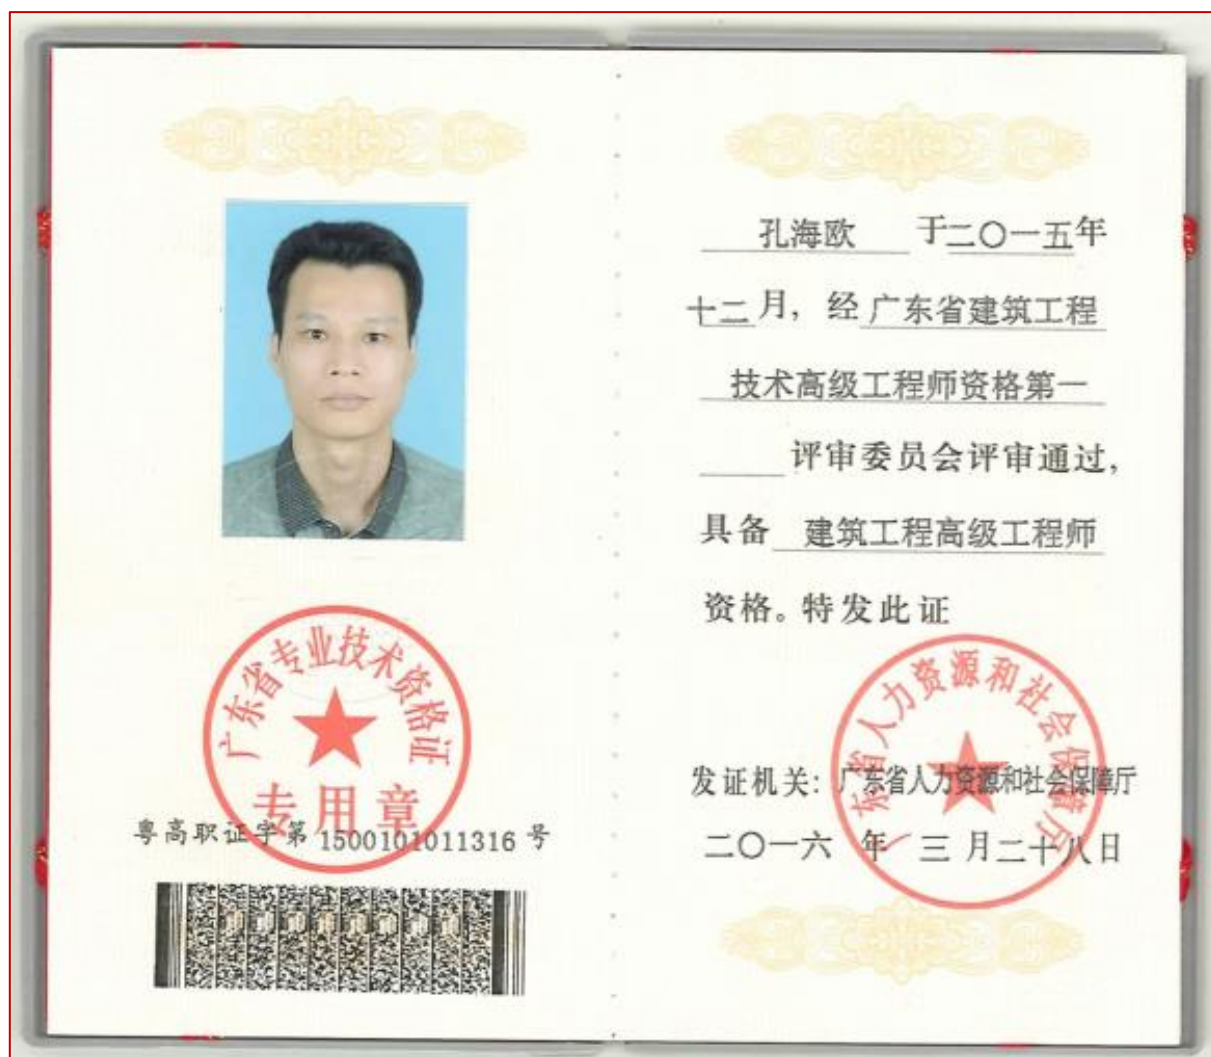 广东省专业技术资格证
专用章
粤高职证字第 1500101011316 号
孔海欧 于二〇一五年
十二月，经广东省建筑工程
技术高级工程师资格第一
评审委员会评审通过，
具备 建筑工程高级工程师
资格。特发此证
广东省人力资源和社会保障厅
发证机关：广东省人力资源和社会保障厅
二〇一六 年 三 月二十八日